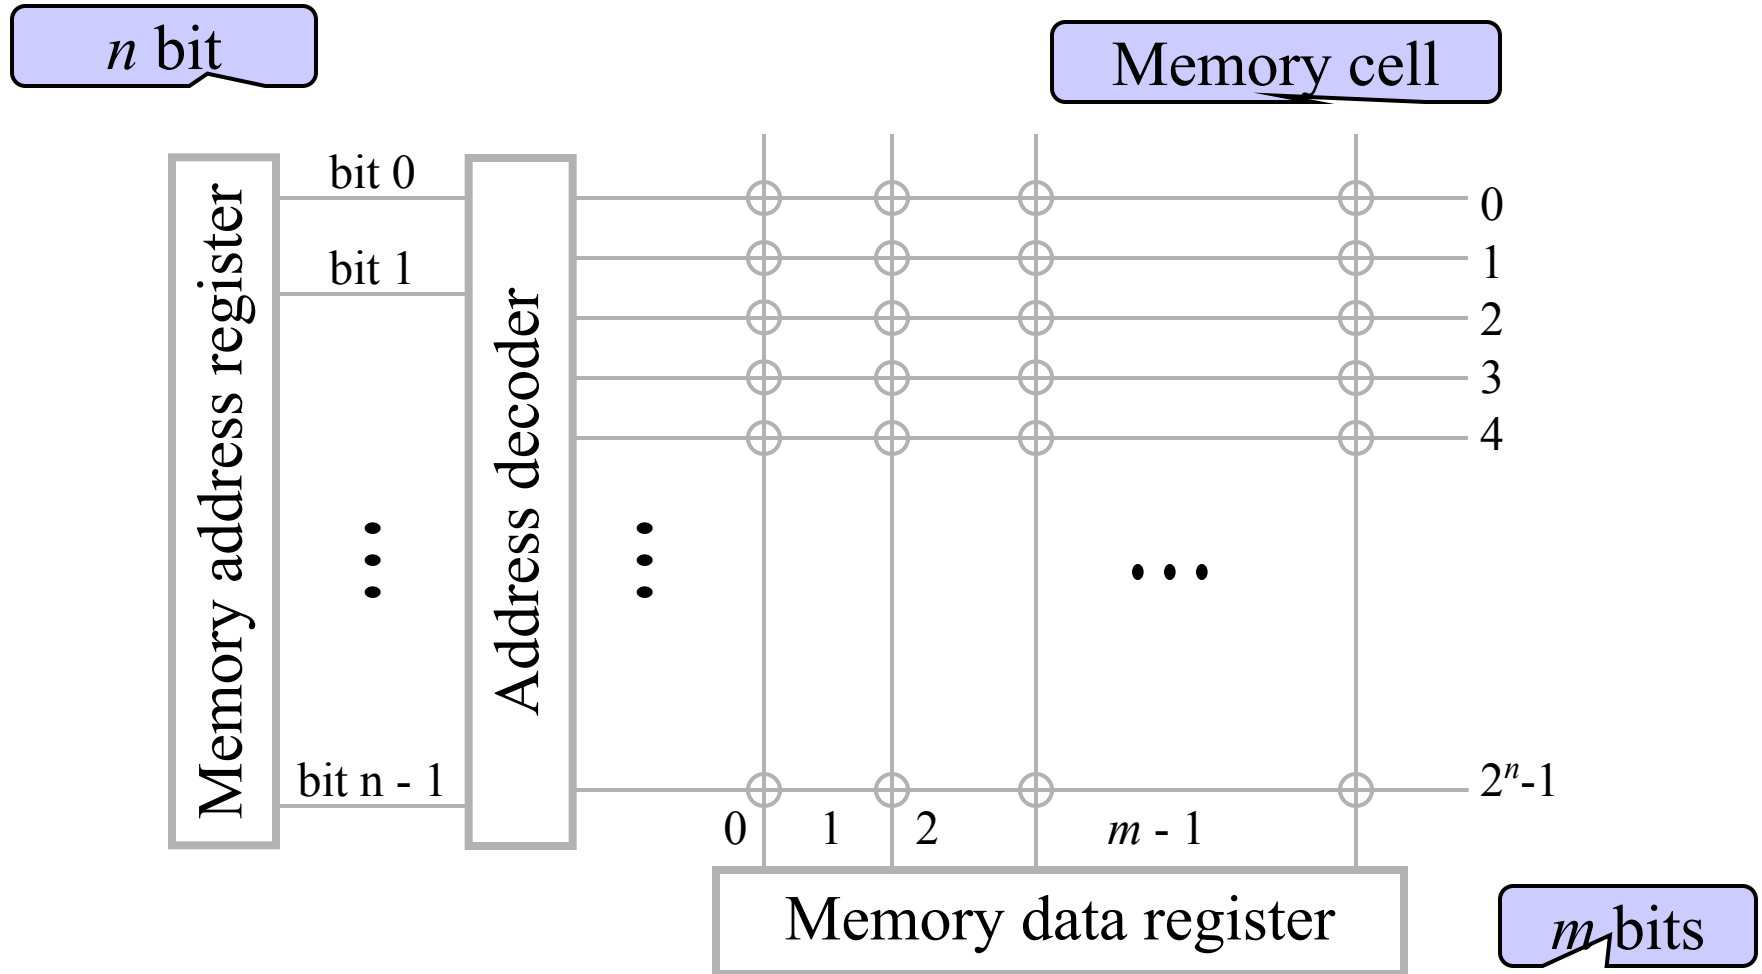 n bit
Memory cell
Memory address register
bit 0
bit 1
bit n - 1
Address decoder
0
1
2
3
4
2ⁿ-1
0 1 2 m - 1
Memory data register
m bits